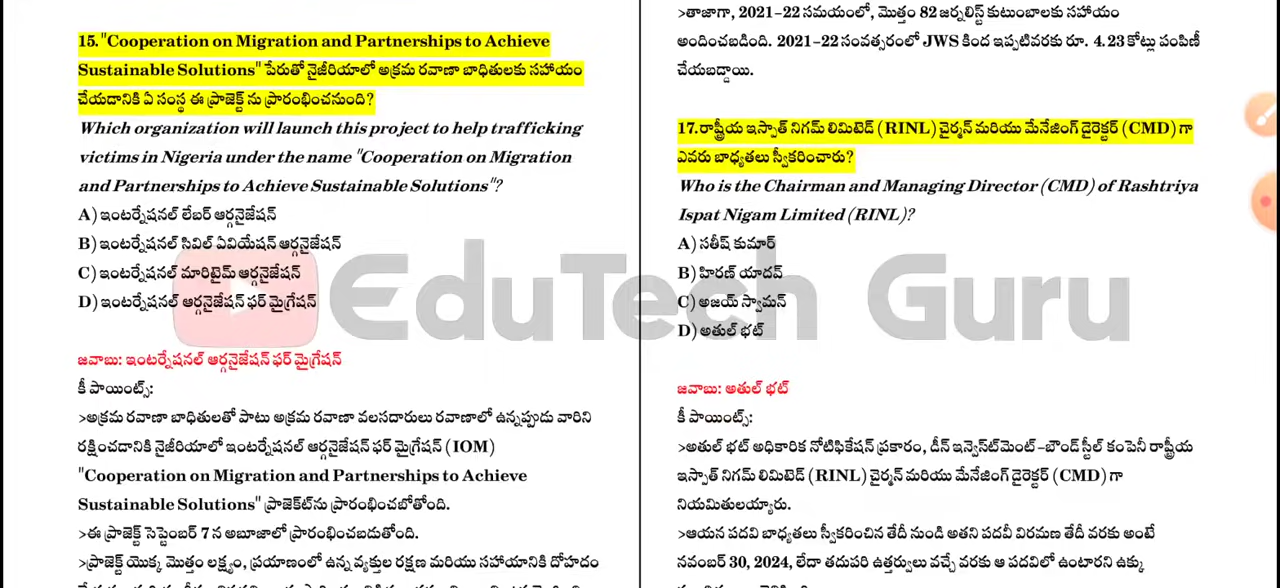 15."Cooperation on Migration and Partnerships to Achieve
Sustainable Solutions" పేరుతో నైజీరియాలో అక్రమ రవాణా బాధితులకు సహాయం
చేయడానికి ఏ సంస్థ ఈ ప్రాజెక్ట్ ను ప్రారంభించనుంది?
Which organization will launch this project to help trafficking
victims in Nigeria under the name "Cooperation on Migration
and Partnerships to Achieve Sustainable Solutions"?
A) ఇంటర్నేషనల్ లేబర్ ఆర్గనైజేషన్
B) ఇంటర్నేషనల్ సివిల్ ఏవియేషన్ ఆర్గనైజేషన్
C) ఇంటర్నేషనల్ మారిటైమ్ ఆర్గనైజేషన్
D) ఇంటర్నేషనల్ ఆర్గనైజేషన్ ఫర్ మైగ్రేషన్
జవాబు: ఇంటర్నేషనల్ ఆర్గనైజేషన్ ఫర్ మైగ్రేషన్
కీ పాయింట్స్:
>అక్రమ రవాణా బాధితులతో పాటు అక్రమ రవాణా వలసదారులు రవాణాలో ఉన్నప్పుడు వారిని
రక్షించడానికి నైజీరియాలో ఇంటర్నేషనల్ ఆర్గనైజేషన్ ఫర్ మైగ్రేషన్ (IOM)
"Cooperation on Migration and Partnerships to Achieve
Sustainable Solutions" ప్రాజెక్ట్‌ను ప్రారంభించబోతోంది.
>ఈ ప్రాజెక్ట్ సెప్టెంబర్ 7 న అబూజాలో ప్రారంభించబడుతోంది.
>ప్రాజెక్ట్ యొక్క మొత్తం లక్ష్యం, ప్రయాణంలో ఉన్న వ్యక్తుల రక్షణ మరియు సహాయానికి దోహదం
>తాజాగా, 2021-22 సమయంలో, మొత్తం 82 జర్నలిస్ట్ కుటుంబాలకు సహాయం
అందించబడింది. 2021-22 సంవత్సరంలో JWS కింద ఇప్పటివరకు రూ. 4.23 కోట్లు పంపిణీ
చేయబడ్డాయి.
17.రాష్ట్రీయ ఇస్పాత్ నిగమ్ లిమిటెడ్ (RINL) చైర్మన్ మరియు మేనేజింగ్ డైరెక్టర్ (CMD) గా
ఎవరు బాధ్యతలు స్వీకరించారు?
Who is the Chairman and Managing Director (CMD) of Rashtriya
Ispat Nigam Limited (RINL)?
A) సతీష్ కుమార్
B) హిరణ్ యాదవ్
C) అజయ్ స్వామన్
D) అతుల్ భట్
జవాబు: అతుల్ భట్
కీ పాయింట్స్:
>అతుల్ భట్ అధికారిక నోటిఫికేషన్ ప్రకారం, డీన్ ఇన్వెస్ట్‌మెంట్-బౌండ్ స్టీల్ కంపెనీ రాష్ట్రీయ
ఇస్పాత్ నిగమ్ లిమిటెడ్ (RINL) చైర్మన్ మరియు మేనేజింగ్ డైరెక్టర్ (CMD) గా
నియమితులయ్యారు.
>ఆయన పదవి బాధ్యతలు స్వీకరించిన తేదీ నుండి అతని పదవీ విరమణ తేదీ వరకు అంటే
నవంబర్ 30, 2024, లేదా తదుపరి ఉత్తర్వులు వచ్చే వరకు ఆ పదవిలో ఉంటారని ఉక్కు
EduTech Guru